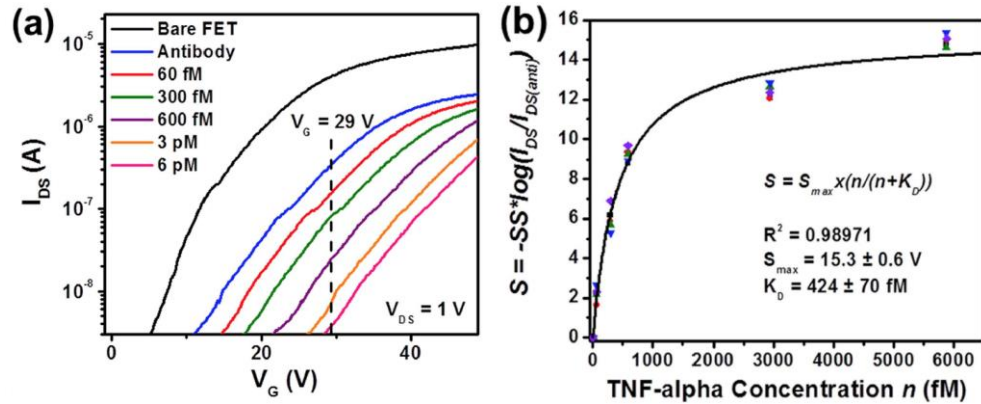 (a)
Bare FET
Antibody
60 fM
300 fM
600 fM
3 pM
6 pM
V_G = 29 V
V_DS = 1 V
10⁻⁵
10⁻⁶
10⁻⁷
10⁻⁸
I_DS (A)
0 20 40
V_G (V)
(b)
16
14
12
10
8
6
4
2
0
S = -SS*log(I_DS/I_DS(anti))
S = S_max x(n/(n+K_D))
R² = 0.98971
S_max = 15.3 ± 0.6 V
K_D = 424 ± 70 fM
0 1000 2000 3000 4000 5000 6000
TNF-alpha Concentration n (fM)